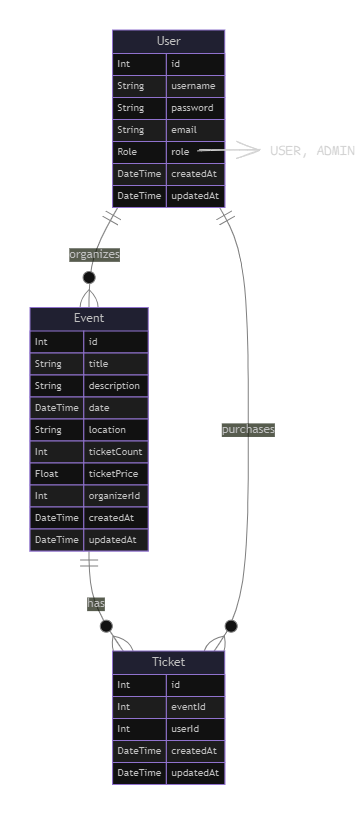 User
Int id
String username
String password
String email
Role role USER, ADMIN
DateTime createdAt
DateTime updatedAt
organizes
Event
Int id
String title
String description
DateTime date
String location
Int ticketCount
Float ticketPrice
Int organizerId
DateTime createdAt
DateTime updatedAt
purchases
has
Ticket
Int id
Int eventId
Int userId
DateTime createdAt
DateTime updatedAt